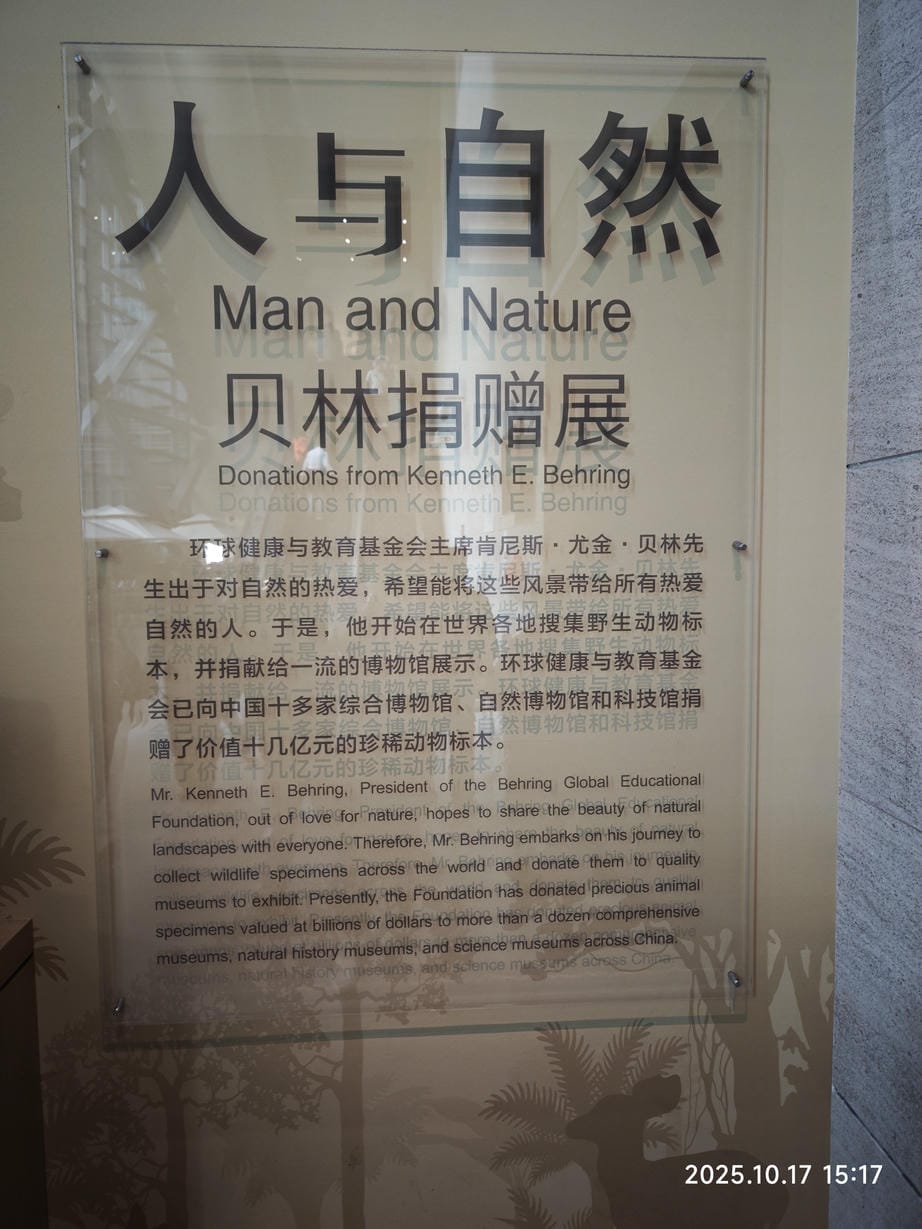 人与自然
Man and Nature
贝林捐赠展
Donations from Kenneth E. Behring
环球健康与教育基金会主席肯尼斯·尤金·贝林先
生出于对自然的热爱，希望能将这些风景带给所有热爱
自然的人。于是，他开始在世界各地搜集野生动物标
本，并捐献给一流的博物馆展示。环球健康与教育基金
会已向中国十多家综合博物馆、自然博物馆和科技馆捐
赠了价值十几亿元的珍稀动物标本。
Mr. Kenneth E. Behring, President of the Behring Global Educational
Foundation, out of love for nature, hopes to share the beauty of natural
landscapes with everyone. Therefore, Mr. Behring embarks on his journey to
collect wildlife specimens across the world and donate them to quality
museums to exhibit. Presently, the Foundation has donated precious animal
specimens valued at billions of dollars to more than a dozen comprehensive
museums, natural history museums, and science museums across China.
2025.10.17 15:17